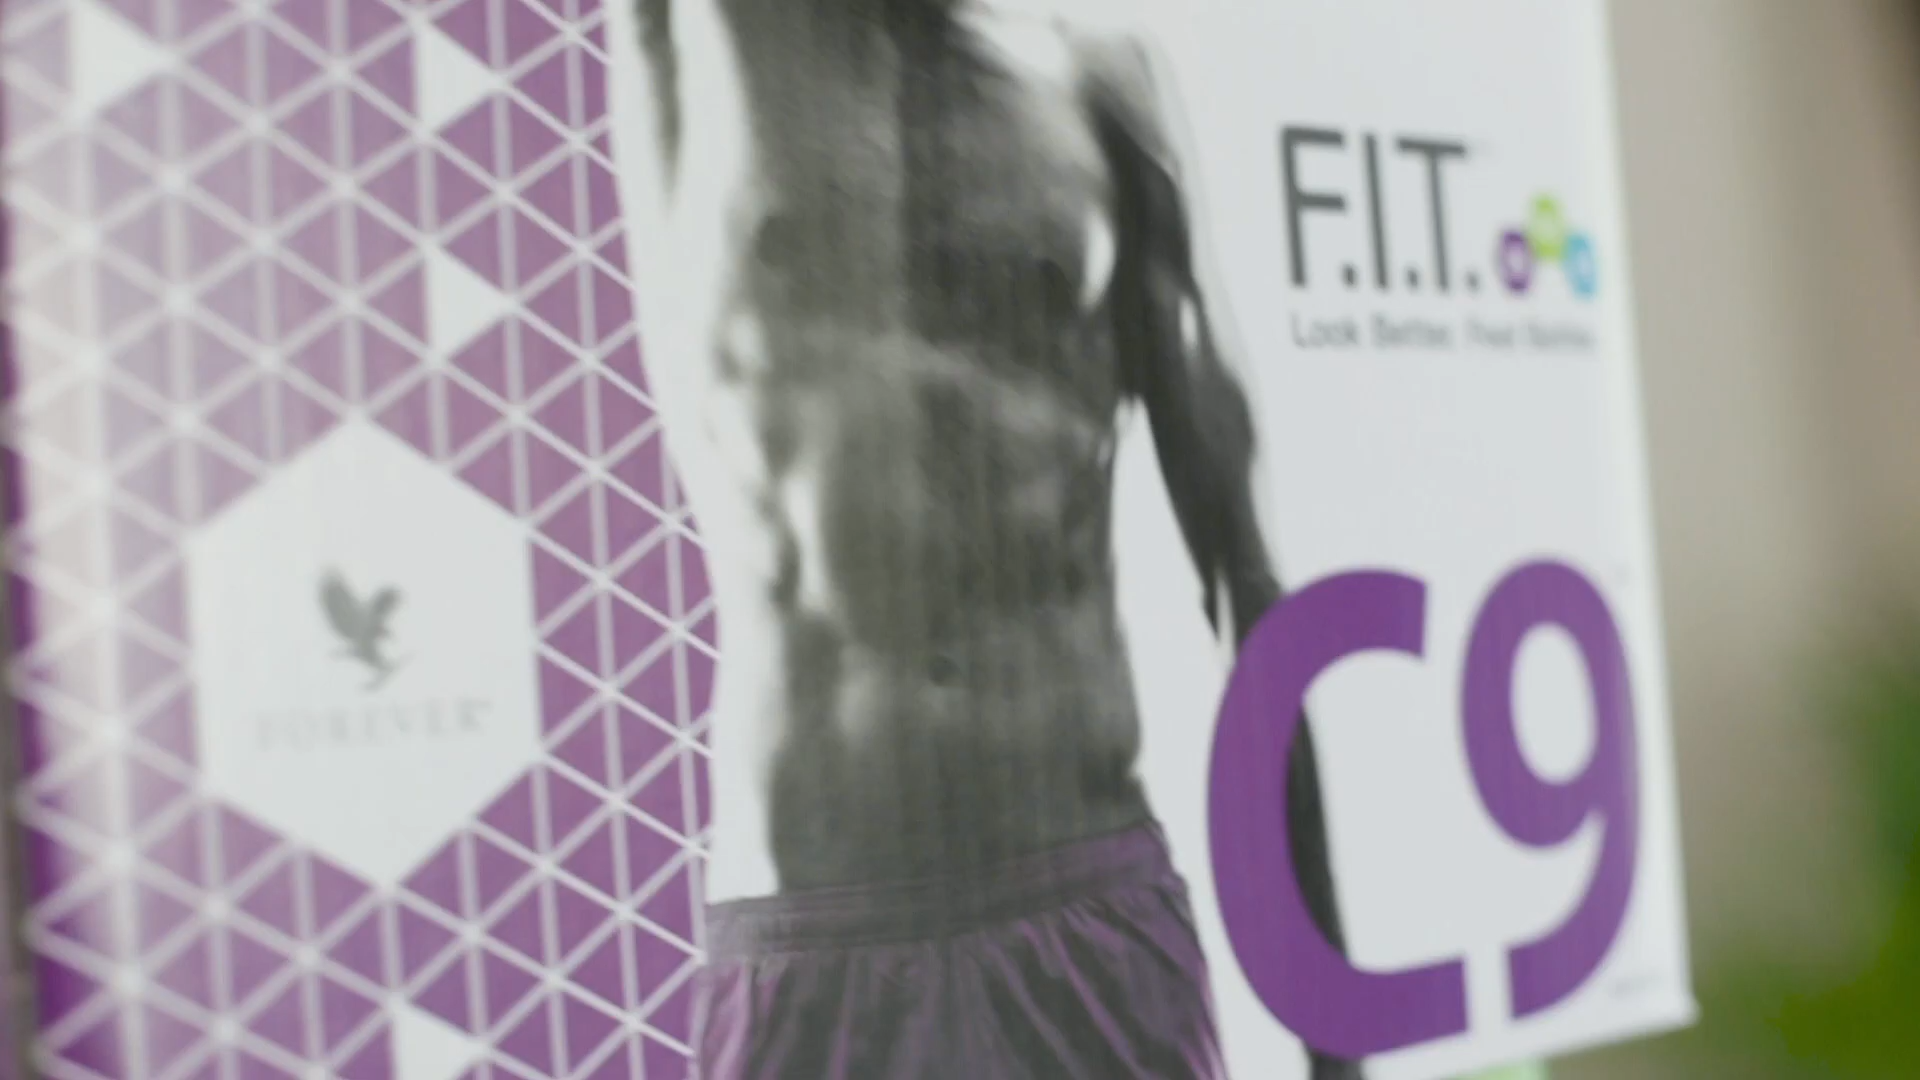 F.I.T.
Look Better. Feel Better.
C9
FOREVER